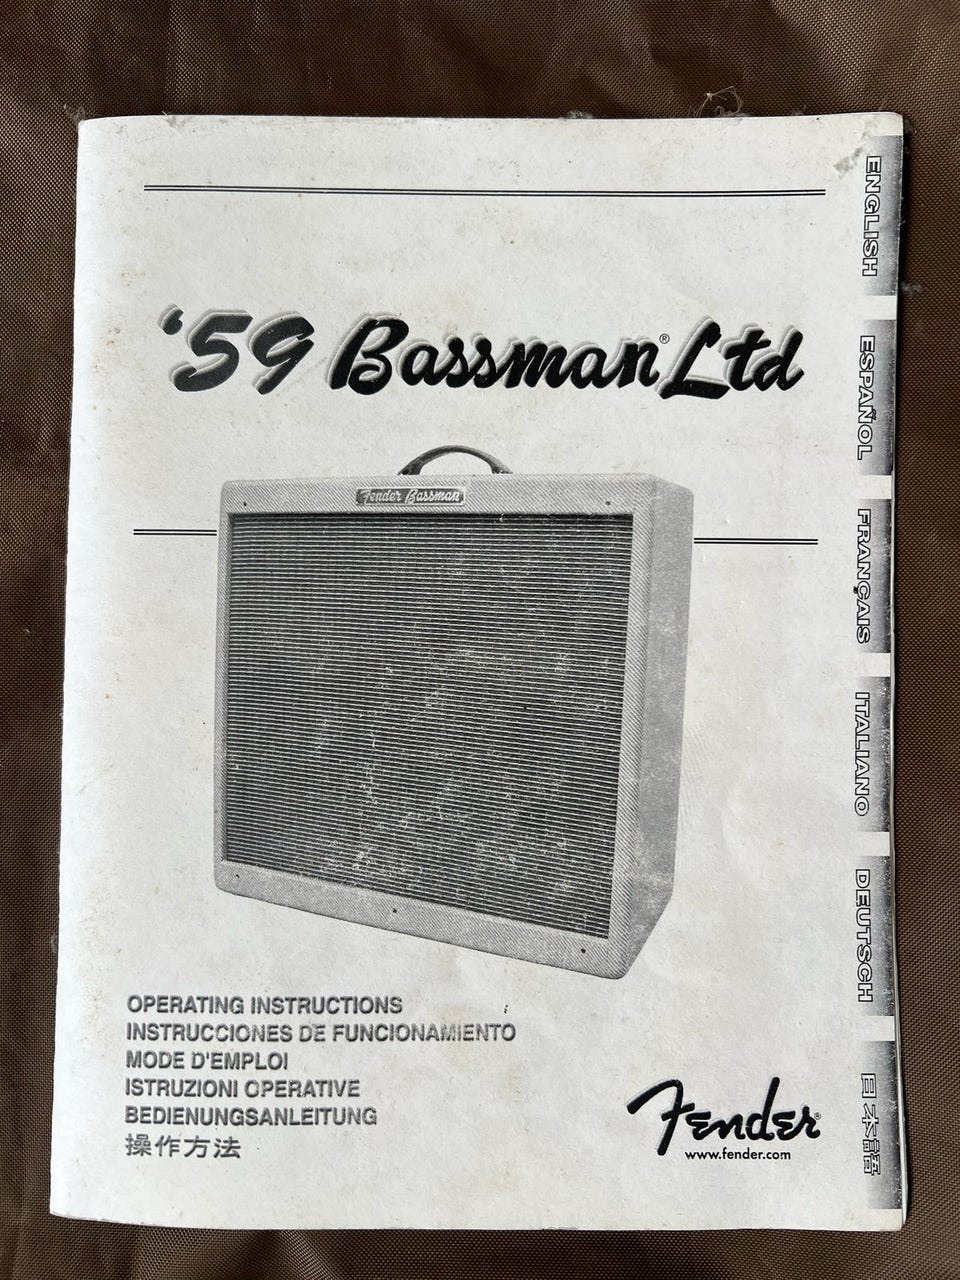 '59 Bassman® Ltd
Fender Bassman
OPERATING INSTRUCTIONS
INSTRUCCIONES DE FUNCIONAMIENTO
MODE D'EMPLOI
ISTRUZIONI OPERATIVE
BEDIENUNGSANLEITUNG
操作方法
Fender®
www.fender.com
ENGLISH
ESPAÑOL
FRANÇAIS
ITALIANO
DEUTSCH
日本語